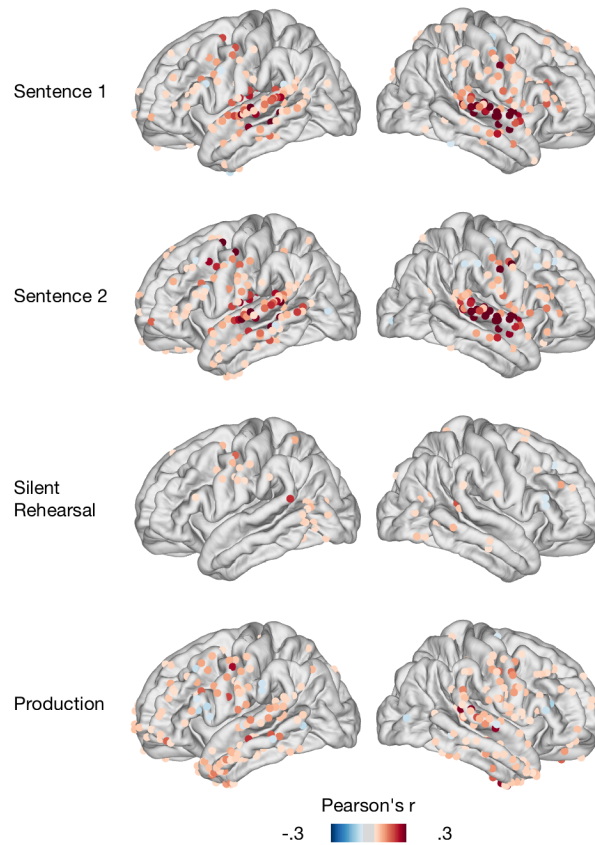 Sentence 1
Sentence 2
Silent
Rehearsal
Production
Pearson's r
-.3 .3